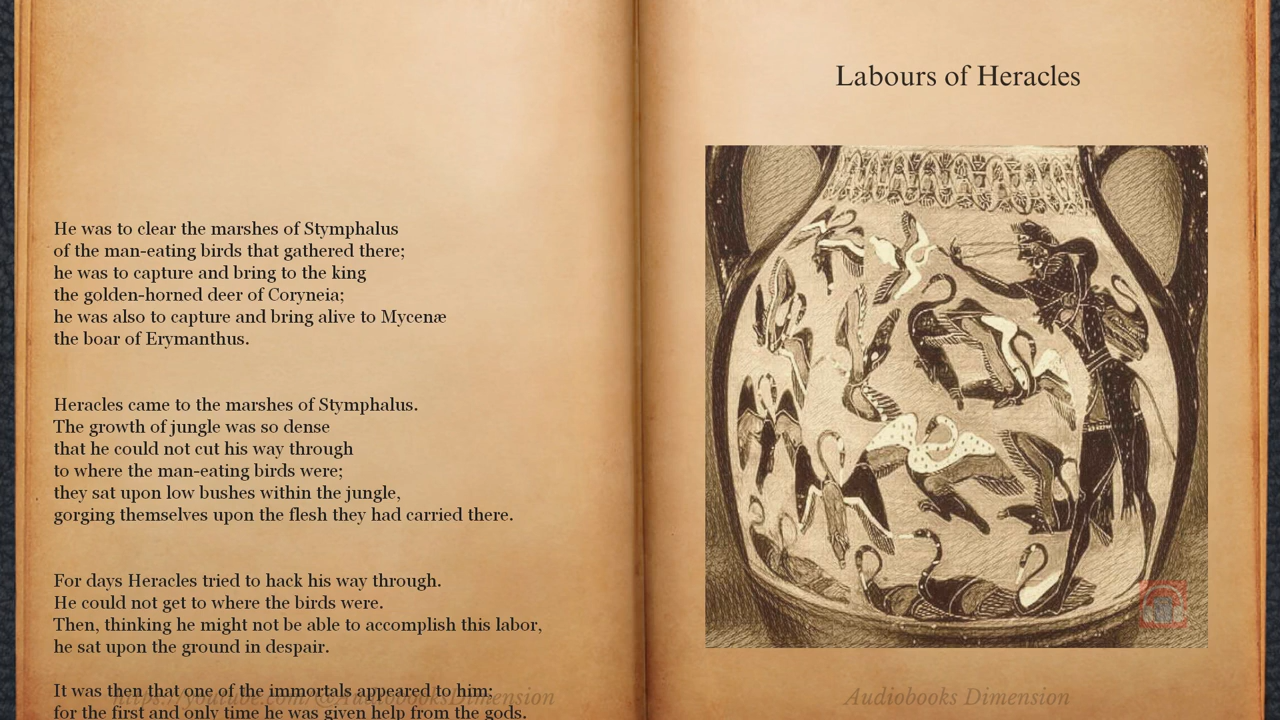 He was to clear the marshes of Stymphalus
of the man-eating birds that gathered there;
he was to capture and bring to the king
the golden-horned deer of Coryneia;
he was also to capture and bring alive to Mycenæ
the boar of Erymanthus.
Heracles came to the marshes of Stymphalus.
The growth of jungle was so dense
that he could not cut his way through
to where the man-eating birds were;
they sat upon low bushes within the jungle,
gorging themselves upon the flesh they had carried there.
For days Heracles tried to hack his way through.
He could not get to where the birds were.
Then, thinking he might not be able to accomplish this labor,
he sat upon the ground in despair.
It was then that one of the immortals appeared to him;
https://youtube.com/@AudiobooksDimension
for the first and only time he was given help from the gods.
Labours of Heracles
Audiobooks Dimension